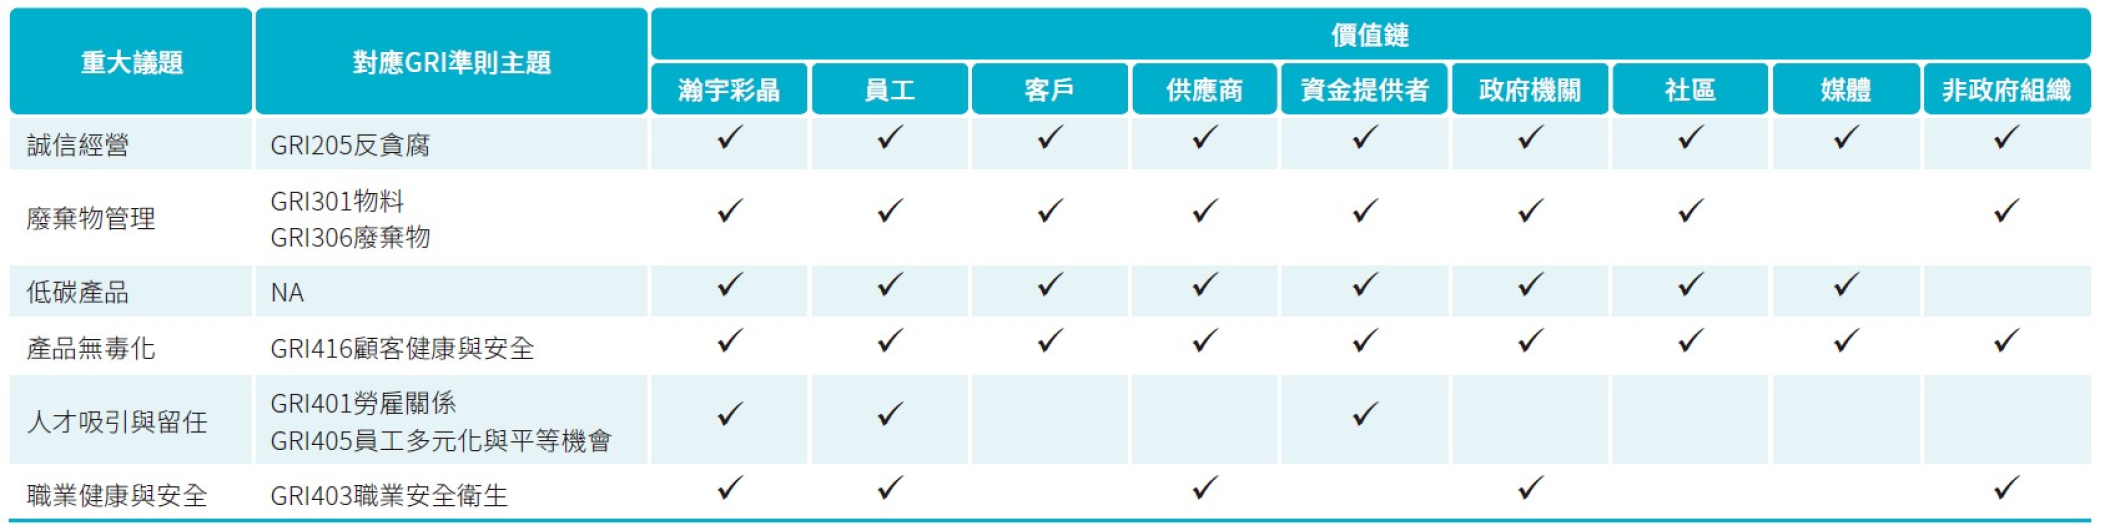 重大議題 對應GRI準則主題 價值鏈
瀚宇彩晶 員工 客戶 供應商 資金提供者 政府機關 社區 媒體 非政府組織
誠信經營 GRI205反貪腐 ✓ ✓ ✓ ✓ ✓ ✓ ✓ ✓ ✓
廢棄物管理 GRI301物料
GRI306廢棄物 ✓ ✓ ✓ ✓ ✓ ✓ ✓ ✓
低碳產品 NA ✓ ✓ ✓ ✓ ✓ ✓ ✓ ✓
產品無毒化 GRI416顧客健康與安全 ✓ ✓ ✓ ✓ ✓ ✓ ✓ ✓ ✓
人才吸引與留任 GRI401勞雇關係
GRI405員工多元化與平等機會 ✓ ✓ ✓
職業健康與安全 GRI403職業安全衛生 ✓ ✓ ✓ ✓ ✓